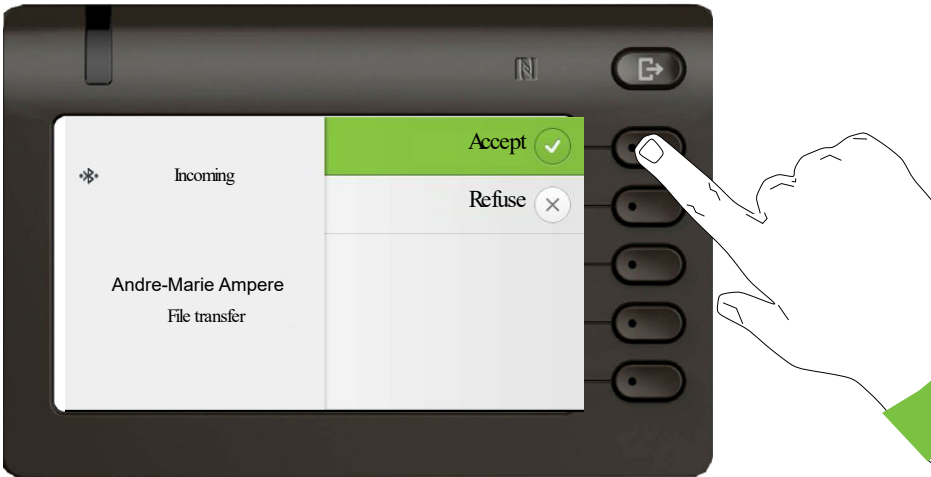 Incoming
Andre-Marie Ampere
File transfer
Accept
Refuse